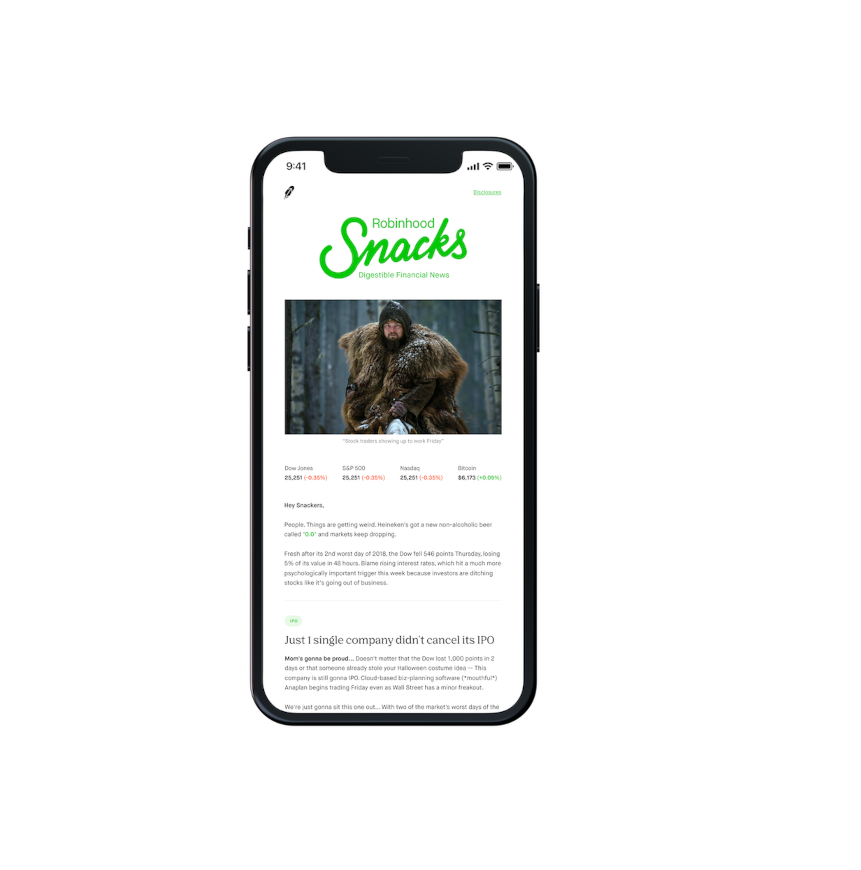 9:41
Disclosures
Robinhood
Snacks
Digestible Financial News
"Stock traders showing up to work Friday"
Dow Jones S&P 500 Nasdaq Bitcoin
25,251 (-0.35%) 25,251 (-0.35%) 25,251 (-0.35%) $6,173 (+0.09%)
Hey Snackers,
People. Things are getting weird. Heineken's got a new non-alcoholic beer
called "0.0" and markets keep dropping.
Fresh after its 2nd worst day of 2018, the Dow fell 546 points Thursday, losing
5% of its value in 48 hours. Blame rising interest rates, which hit a much more
psychologically important trigger this week because investors are ditching
stocks like it's going out of business.
IPO
Just 1 single company didn't cancel its IPO
Mom's gonna be proud... Doesn't matter that the Dow lost 1,000 points in 2
days or that someone already stole your Halloween costume idea — This
company is still gonna IPO. Cloud-based biz-planning software (*mouthful*)
Anaplan begins trading Friday even as Wall Street has a minor freakout.
We're just gonna sit this one out... With two of the market's worst days of the